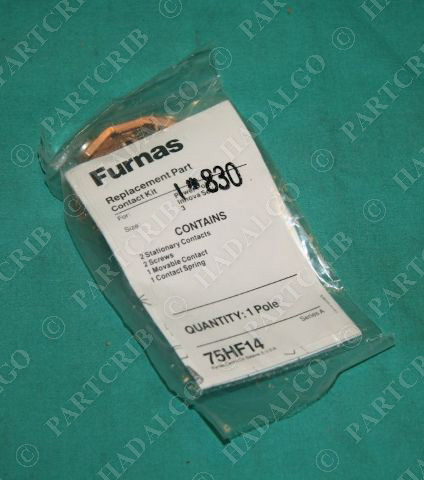 Furnas
Replacement Part
Contact Kit
For:
Innova
Size: 3
1*830
CONTAINS
2 Stationary Contacts
2 Screws
1 Movable Contact
1 Contact Spring
QUANTITY: 1 Pole
75HF14
Series A
PARTCRIB
HADALGO